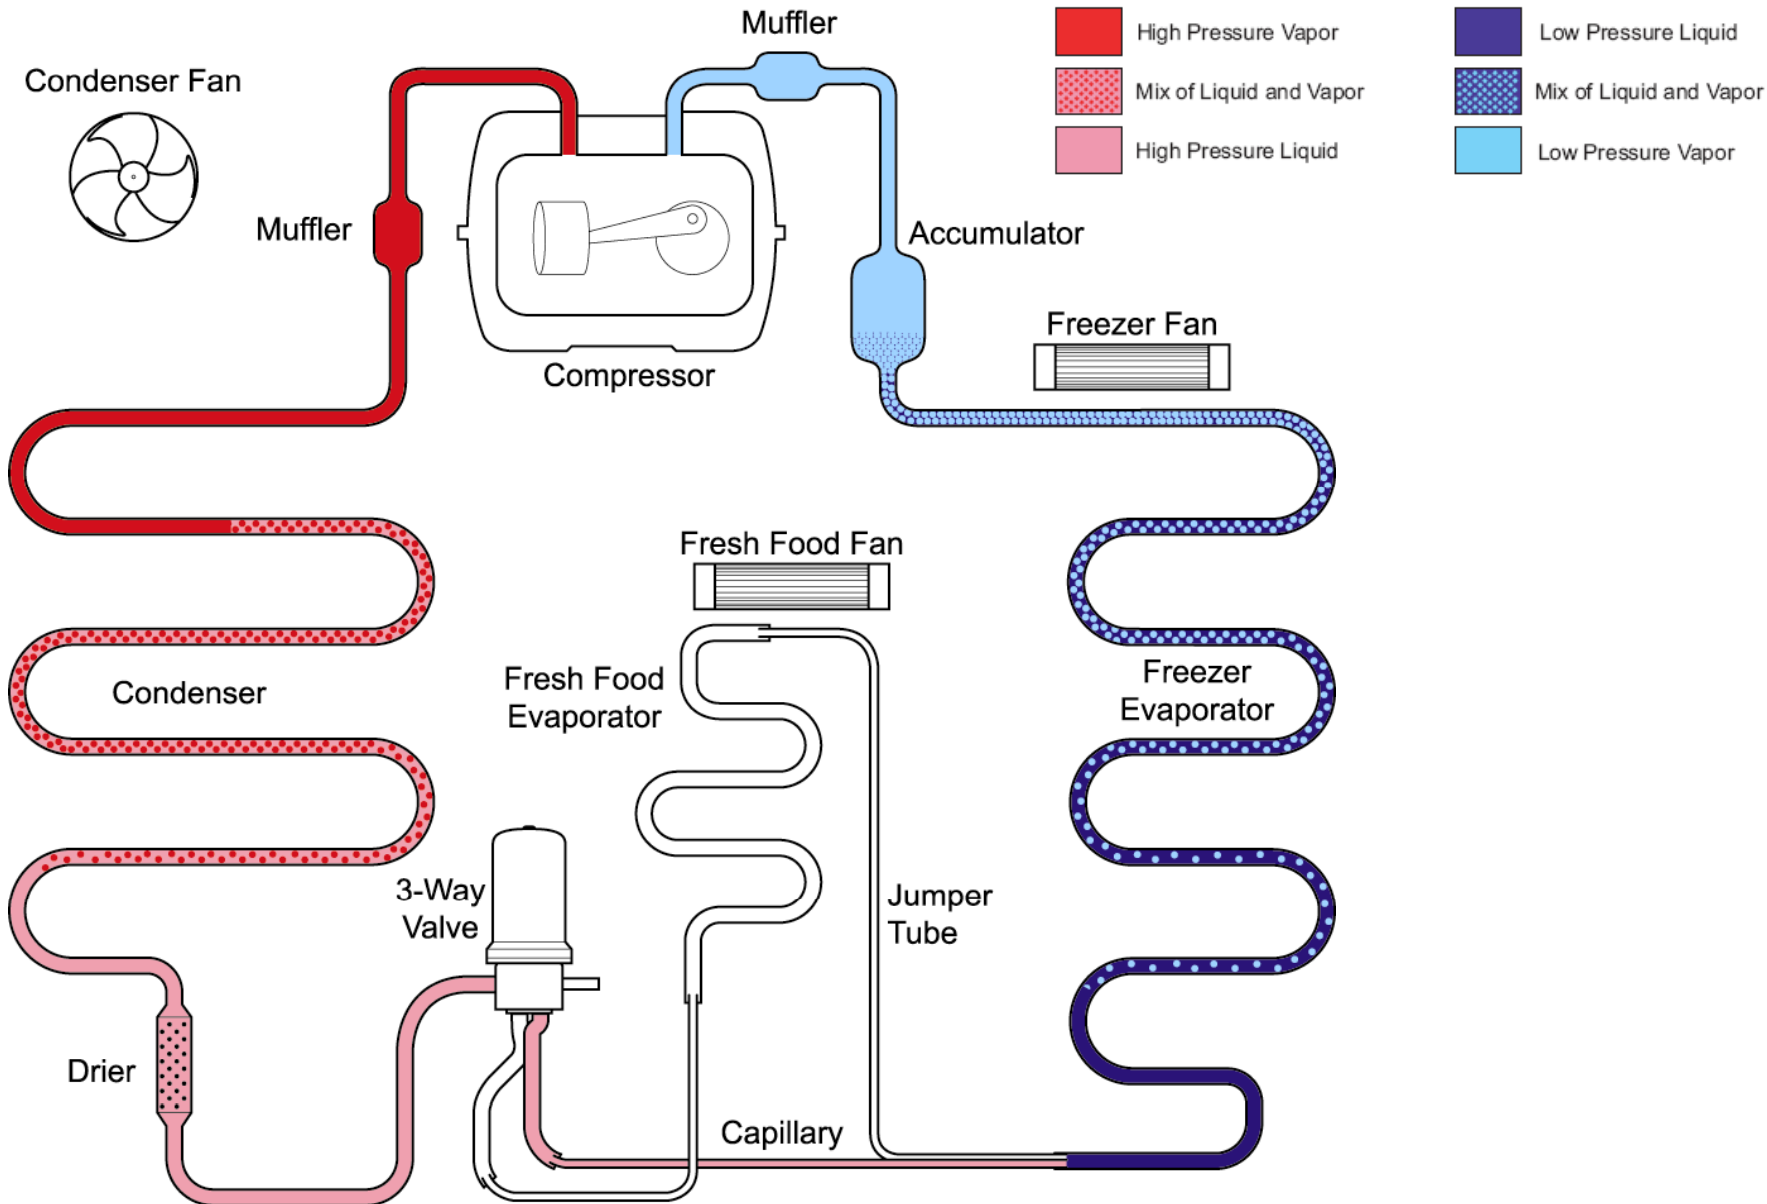 Muffler
High Pressure Vapor
Low Pressure Liquid
Condenser Fan
Mix of Liquid and Vapor
Mix of Liquid and Vapor
High Pressure Liquid
Low Pressure Vapor
Muffler
Accumulator
Freezer Fan
Compressor
Fresh Food Fan
Fresh Food
Evaporator
Condenser
Freezer
Evaporator
3-Way
Valve
Jumper
Tube
Drier
Capillary